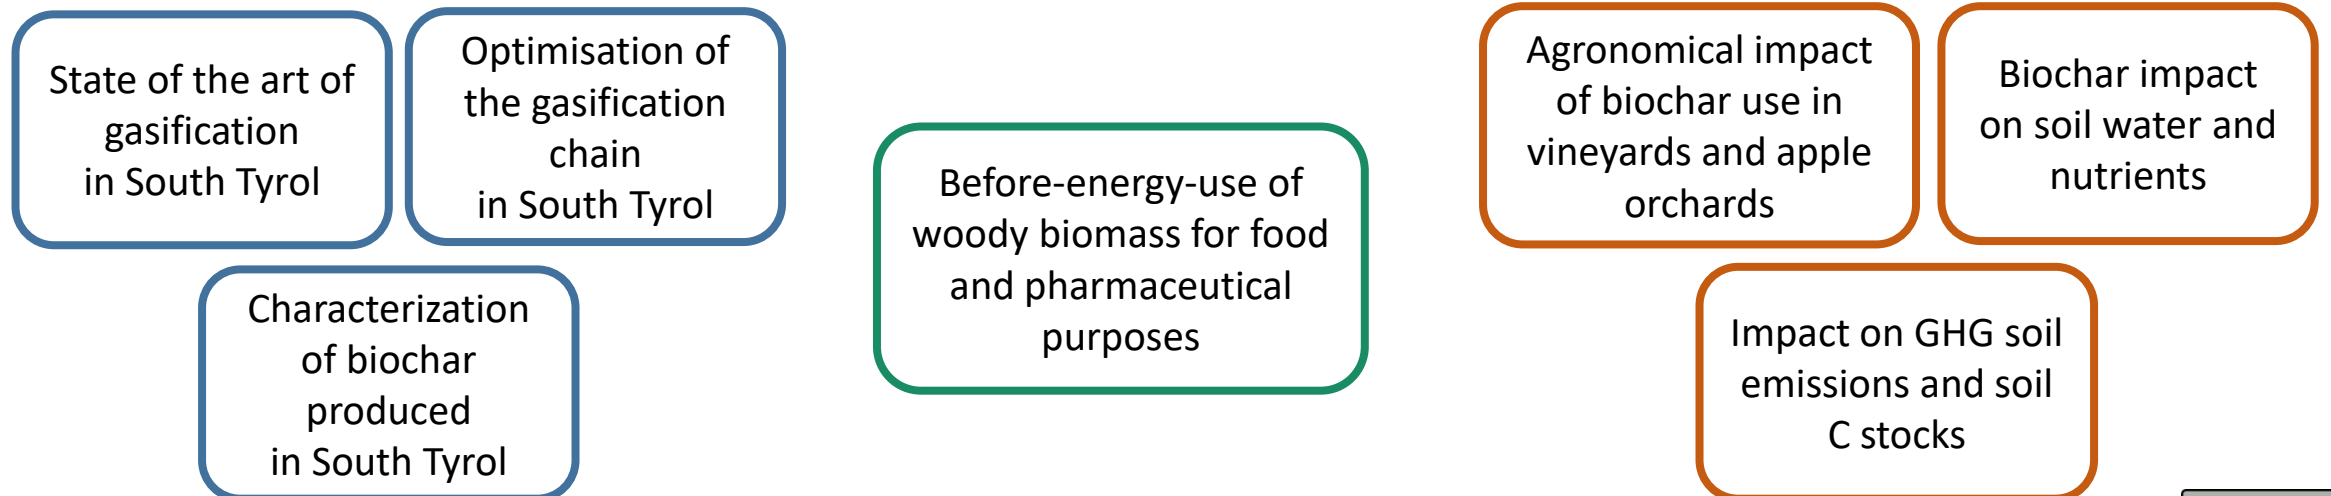 State of the art of
gasification
in South Tyrol
Optimisation of
the gasification
chain
in South Tyrol
Characterization
of biochar
produced
in South Tyrol
Before-energy-use of
woody biomass for food
and pharmaceutical
purposes
Agronomical impact
of biochar use in
vineyards and apple
orchards
Biochar impact
on soil water and
nutrients
Impact on GHG soil
emissions and soil
C stocks